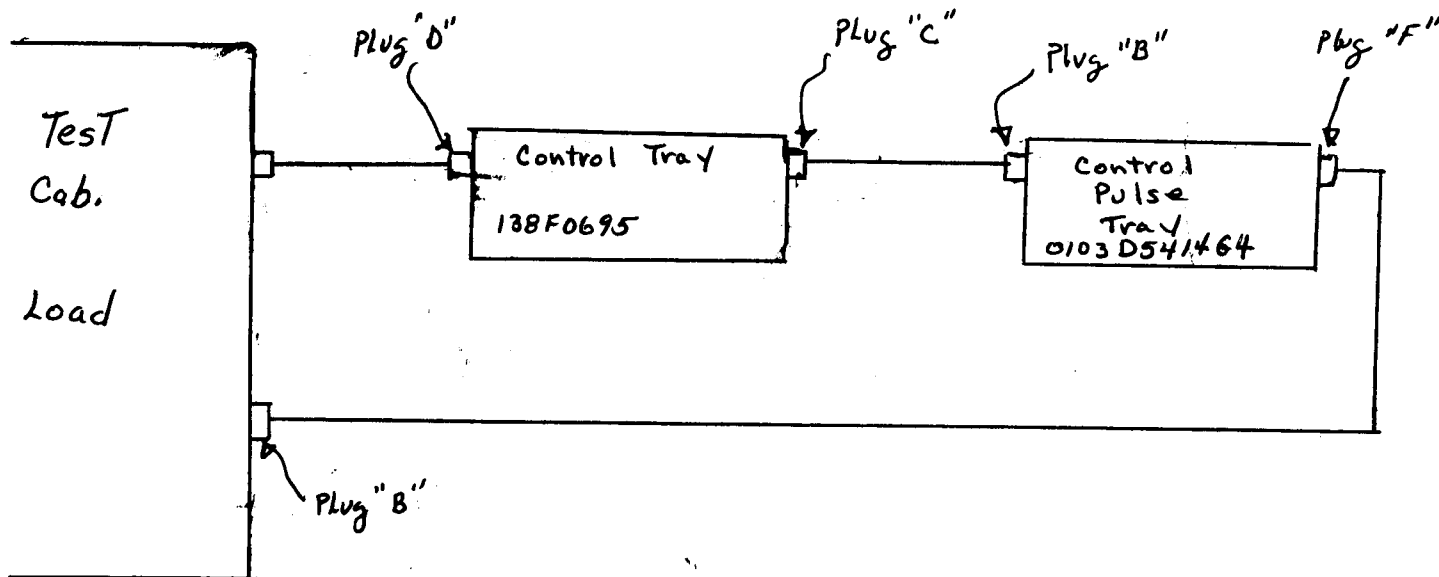 Plug "D"
Plug "C"
Plug "B"
Plug "F"
Test
Cab.
Load
Control Tray
138F0695
Control
Pulse
Tray
0103D541464
Plug "B"